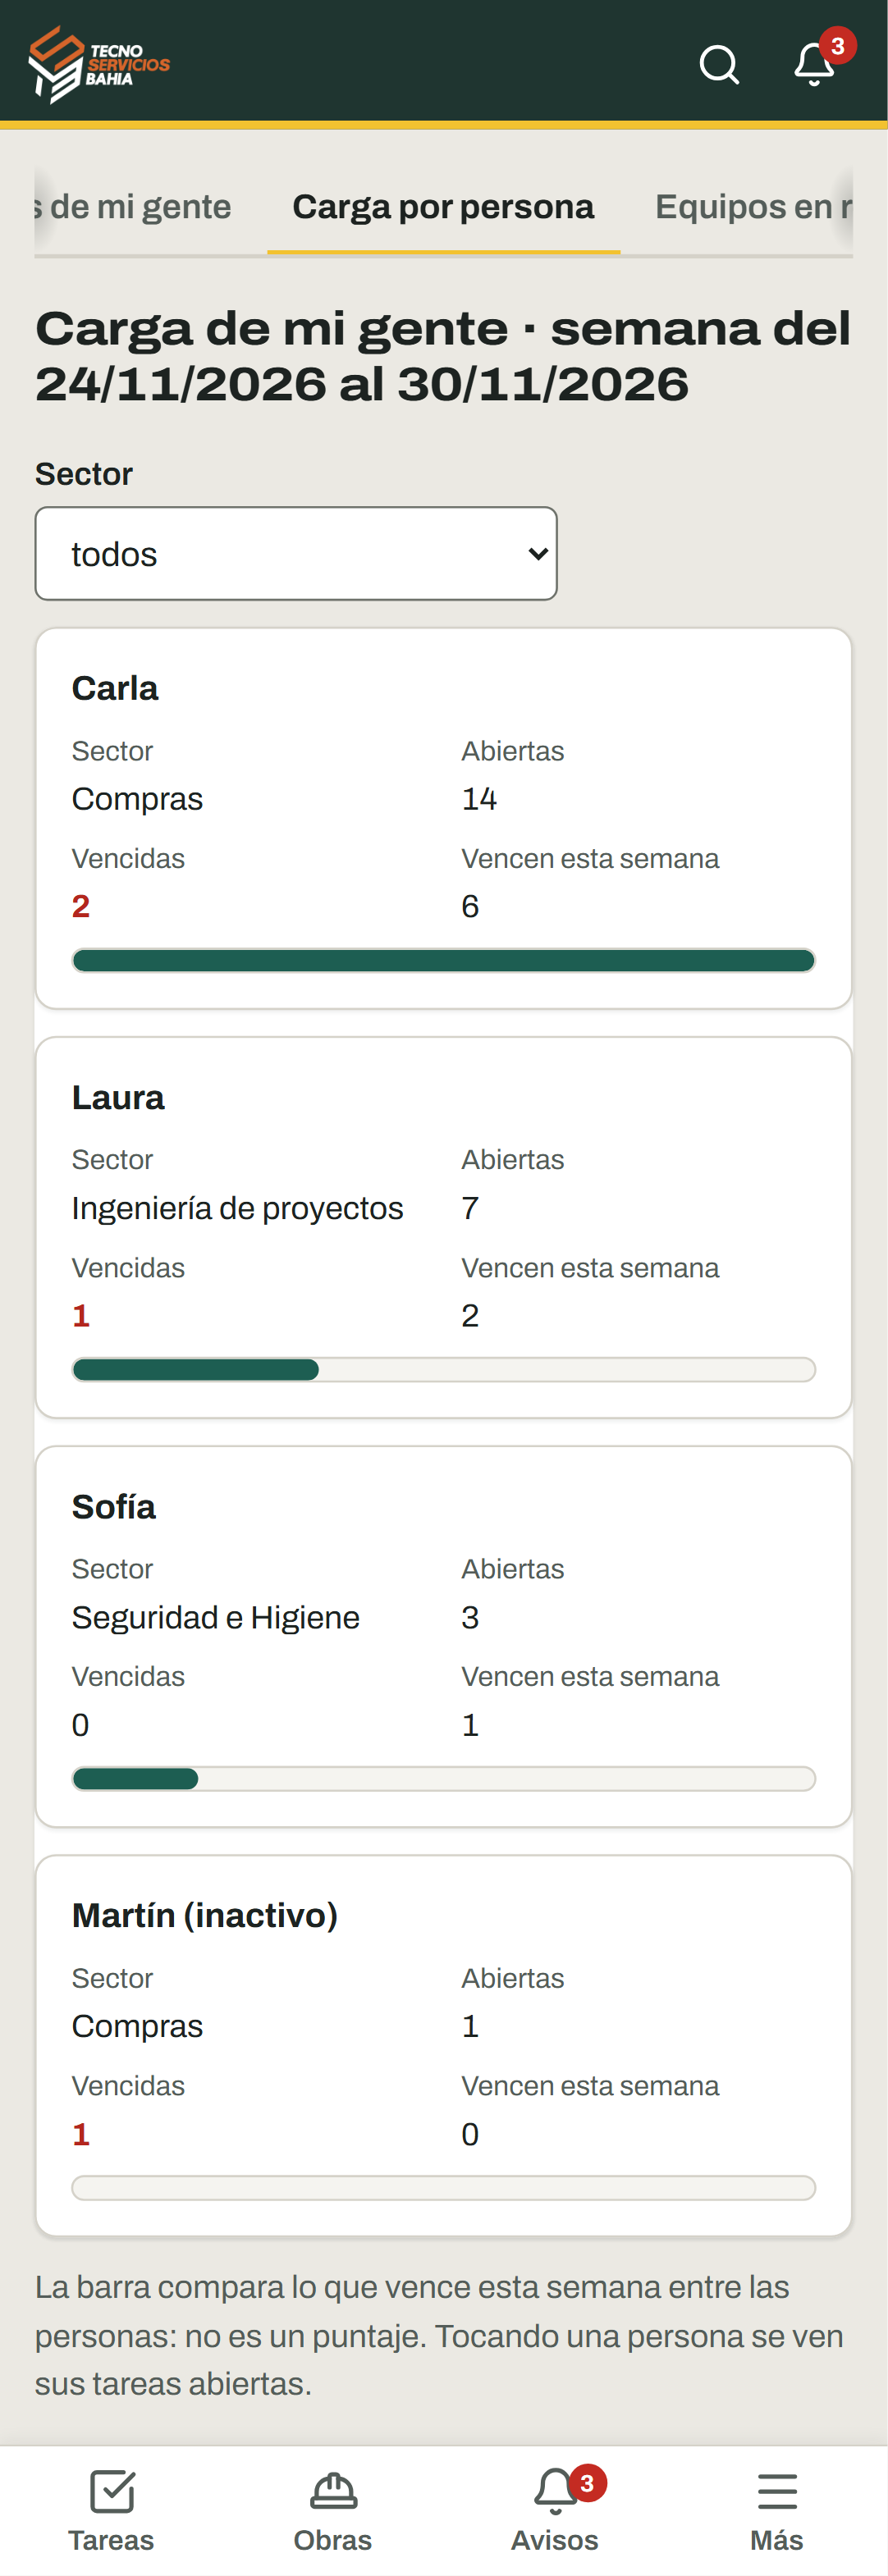 TECNO
SERVICIOS
BAHIA
3
s de mi gente
Carga por persona
Equipos en r
Carga de mi gente · semana del
24/11/2026 al 30/11/2026
Sector
todos
Carla
Sector
Abiertas
Compras
14
Vencidas
Vencen esta semana
2
6
Laura
Sector
Abiertas
Ingeniería de proyectos
7
Vencidas
Vencen esta semana
1
2
Sofía
Sector
Abiertas
Seguridad e Higiene
3
Vencidas
Vencen esta semana
0
1
Martín (inactivo)
Sector
Abiertas
Compras
1
Vencidas
Vencen esta semana
1
0
La barra compara lo que vence esta semana entre las
personas: no es un puntaje. Tocando una persona se ven
sus tareas abiertas.
3
Tareas
Obras
Avisos
Más